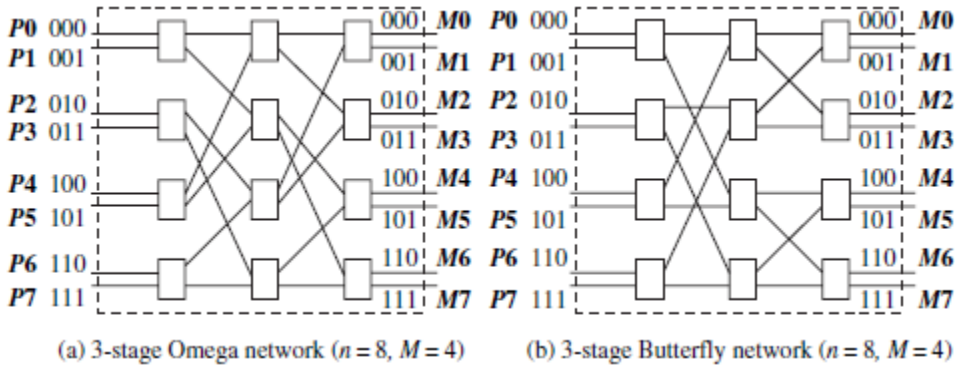 P0 000 000 M0 P0 000 000 M0
P1 001 001 M1 P1 001 001 M1
P2 010 010 M2 P2 010 010 M2
P3 011 011 M3 P3 011 011 M3
P4 100 100 M4 P4 100 100 M4
P5 101 101 M5 P5 101 101 M5
P6 110 110 M6 P6 110 110 M6
P7 111 111 M7 P7 111 111 M7
(a) 3-stage Omega network (n = 8, M = 4) (b) 3-stage Butterfly network (n = 8, M = 4)